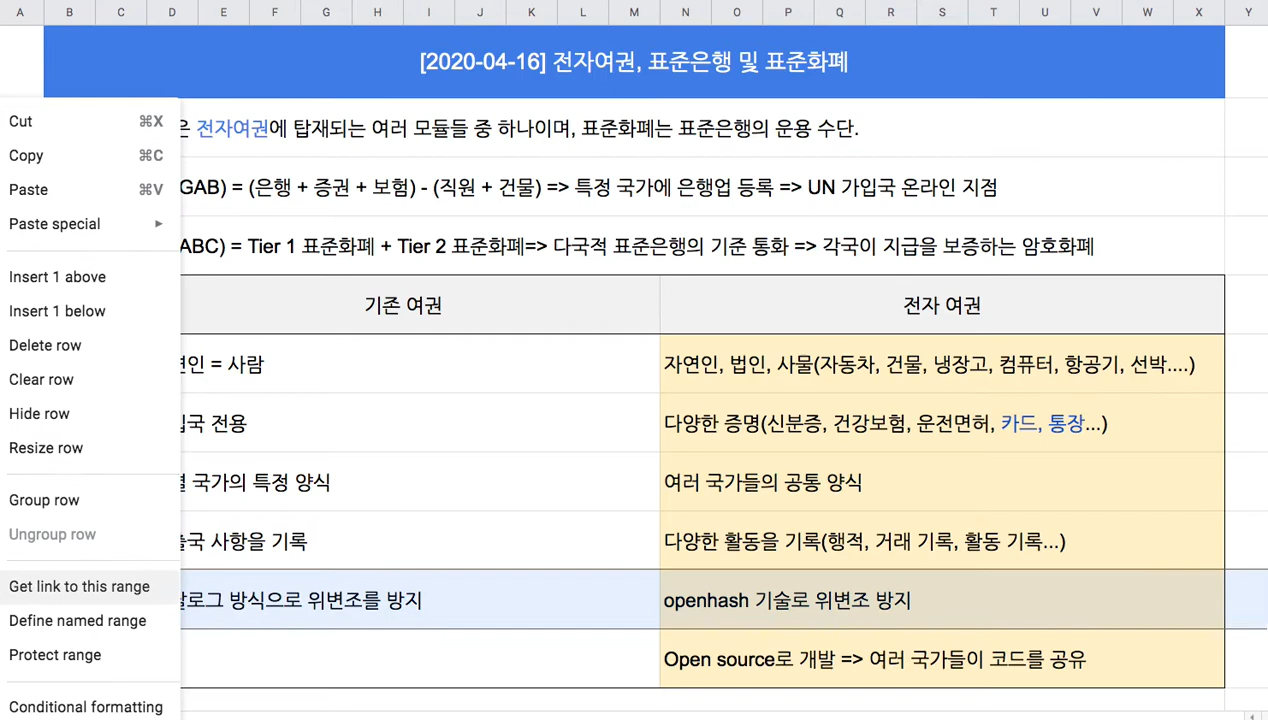 A B C D E F G H I J K L M N O P Q R S T U V W X Y
[2020-04-16] 전자여권, 표준은행 및 표준화폐
전자여권에 탑재되는 여러 모듈들 중 하나이며, 표준화폐는 표준은행의 운용 수단.
GAB) = (은행 + 증권 + 보험) - (직원 + 건물) => 특정 국가에 은행업 등록 => UN 가입국 온라인 지점
ABC) = Tier 1 표준화폐 + Tier 2 표준화폐=> 다국적 표준은행의 기준 통화 => 각국이 지급을 보증하는 암호화폐
기존 여권 전자 여권
= 사람 자연인, 법인, 사물(자동차, 건물, 냉장고, 컴퓨터, 항공기, 선박....)
전용 다양한 증명(신분증, 건강보험, 운전면허, 카드, 통장...)
국가의 특정 양식 여러 국가들의 공통 양식
사항을 기록 다양한 활동을 기록(행적, 거래 기록, 활동 기록...)
방식으로 위변조를 방지 openhash 기술로 위변조 방지
Open source로 개발 => 여러 국가들이 코드를 공유
Cut ⌘X
Copy ⌘C
Paste ⌘V
Paste special
Insert 1 above
Insert 1 below
Delete row
Clear row
Hide row
Resize row
Group row
Ungroup row
Get link to this range
Define named range
Protect range
Conditional formatting